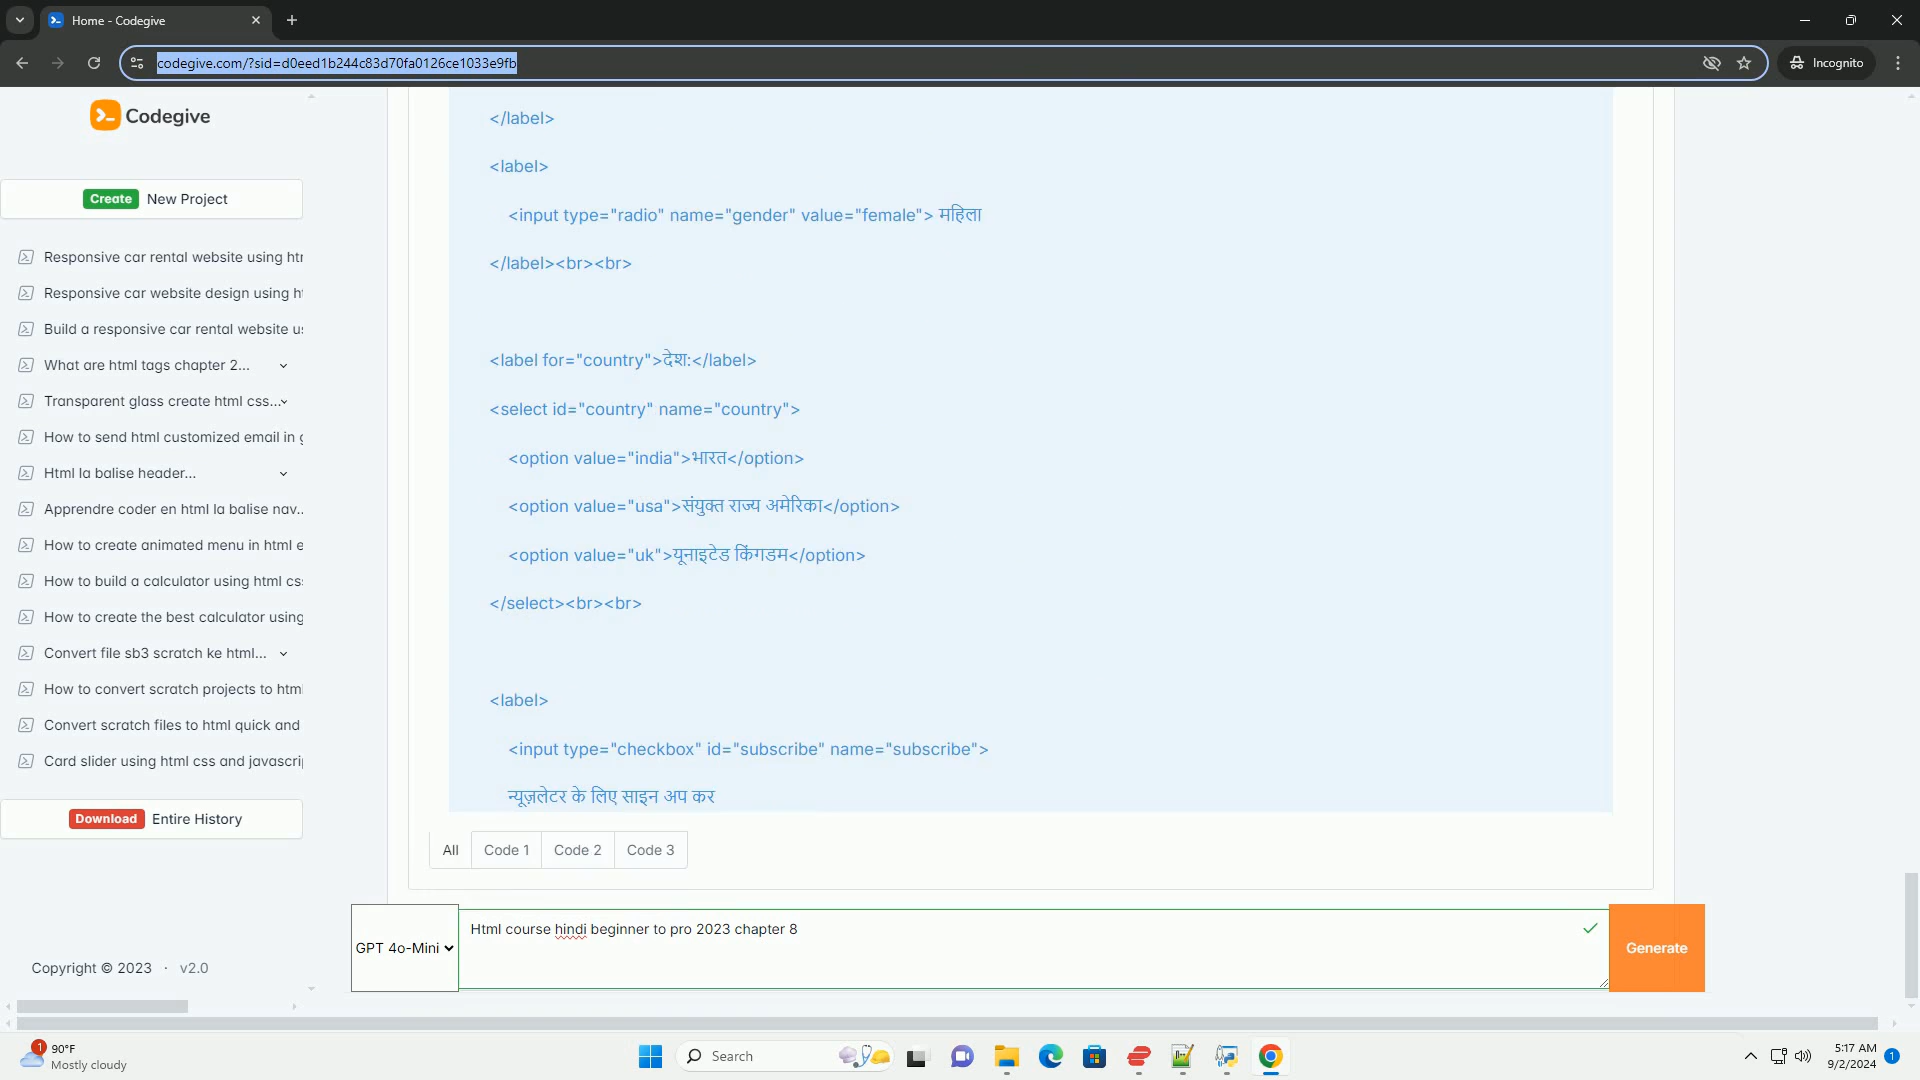 Home - Codegive
codegive.com/?sid=d0eed1b244c83d70fa0126ce1033e9fb
Incognito
Codegive
Create New Project
Responsive car rental website using
Responsive car website design using
Build a responsive car rental website
What are html tags chapter 2...
Transparent glass create html css...
How to send html customized email in
Html la balise header...
Apprendre coder en html la balise nav...
How to create animated menu in html
How to build a calculator using html
How to create the best calculator using
Convert file sb3 scratch ke html...
How to convert scratch projects to
Convert scratch files to html quick and
Card slider using html css and
Download Entire History
Copyright © 2023 · v2.0
</label>
<label>
<input type="radio" name="gender" value="female"> महिला
</label><br><br>
<label for="country">देश:</label>
<select id="country" name="country">
<option value="india">भारत</option>
<option value="usa">संयुक्त राज्य अमेरिका</option>
<option value="uk">यूनाइटेड किंगडम</option>
</select><br><br>
<label>
<input type="checkbox" id="subscribe" name="subscribe">
न्यूज़लेटर के लिए साइन अप कर
All Code 1 Code 2 Code 3
GPT 4o-Mini
Html course hindi beginner to pro 2023 chapter 8
Generate
1
90°F
Mostly cloudy
Search
5:17 AM
9/2/2024
1